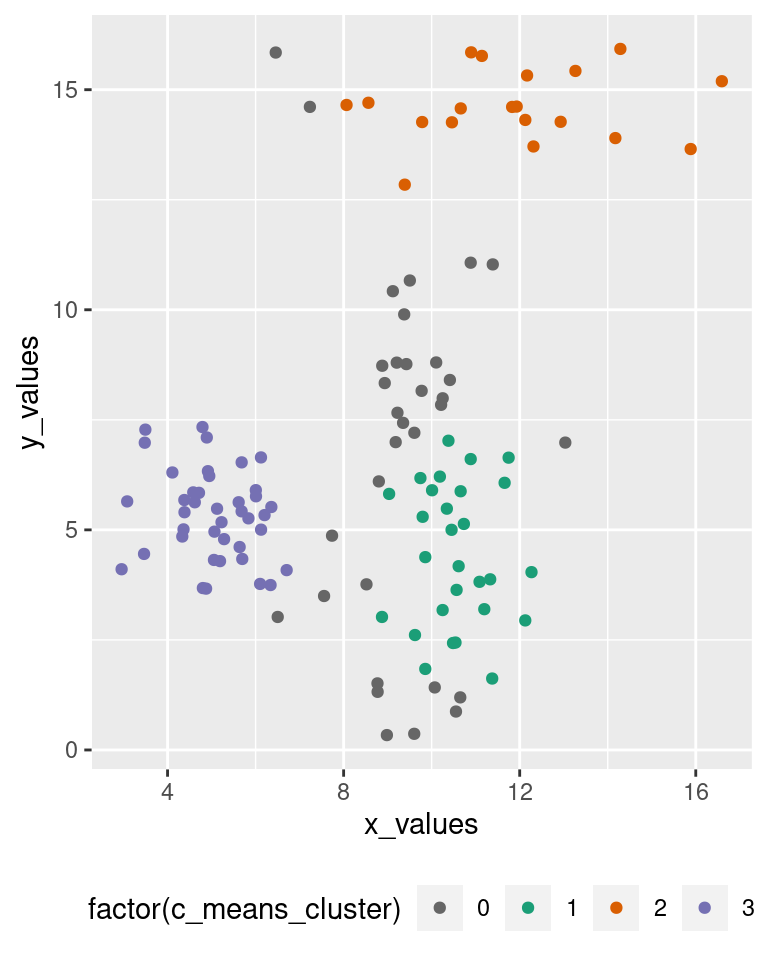 15
10
5
0
y_values
4 8 12 16
x_values
factor(c_means_cluster) 0 1 2 3